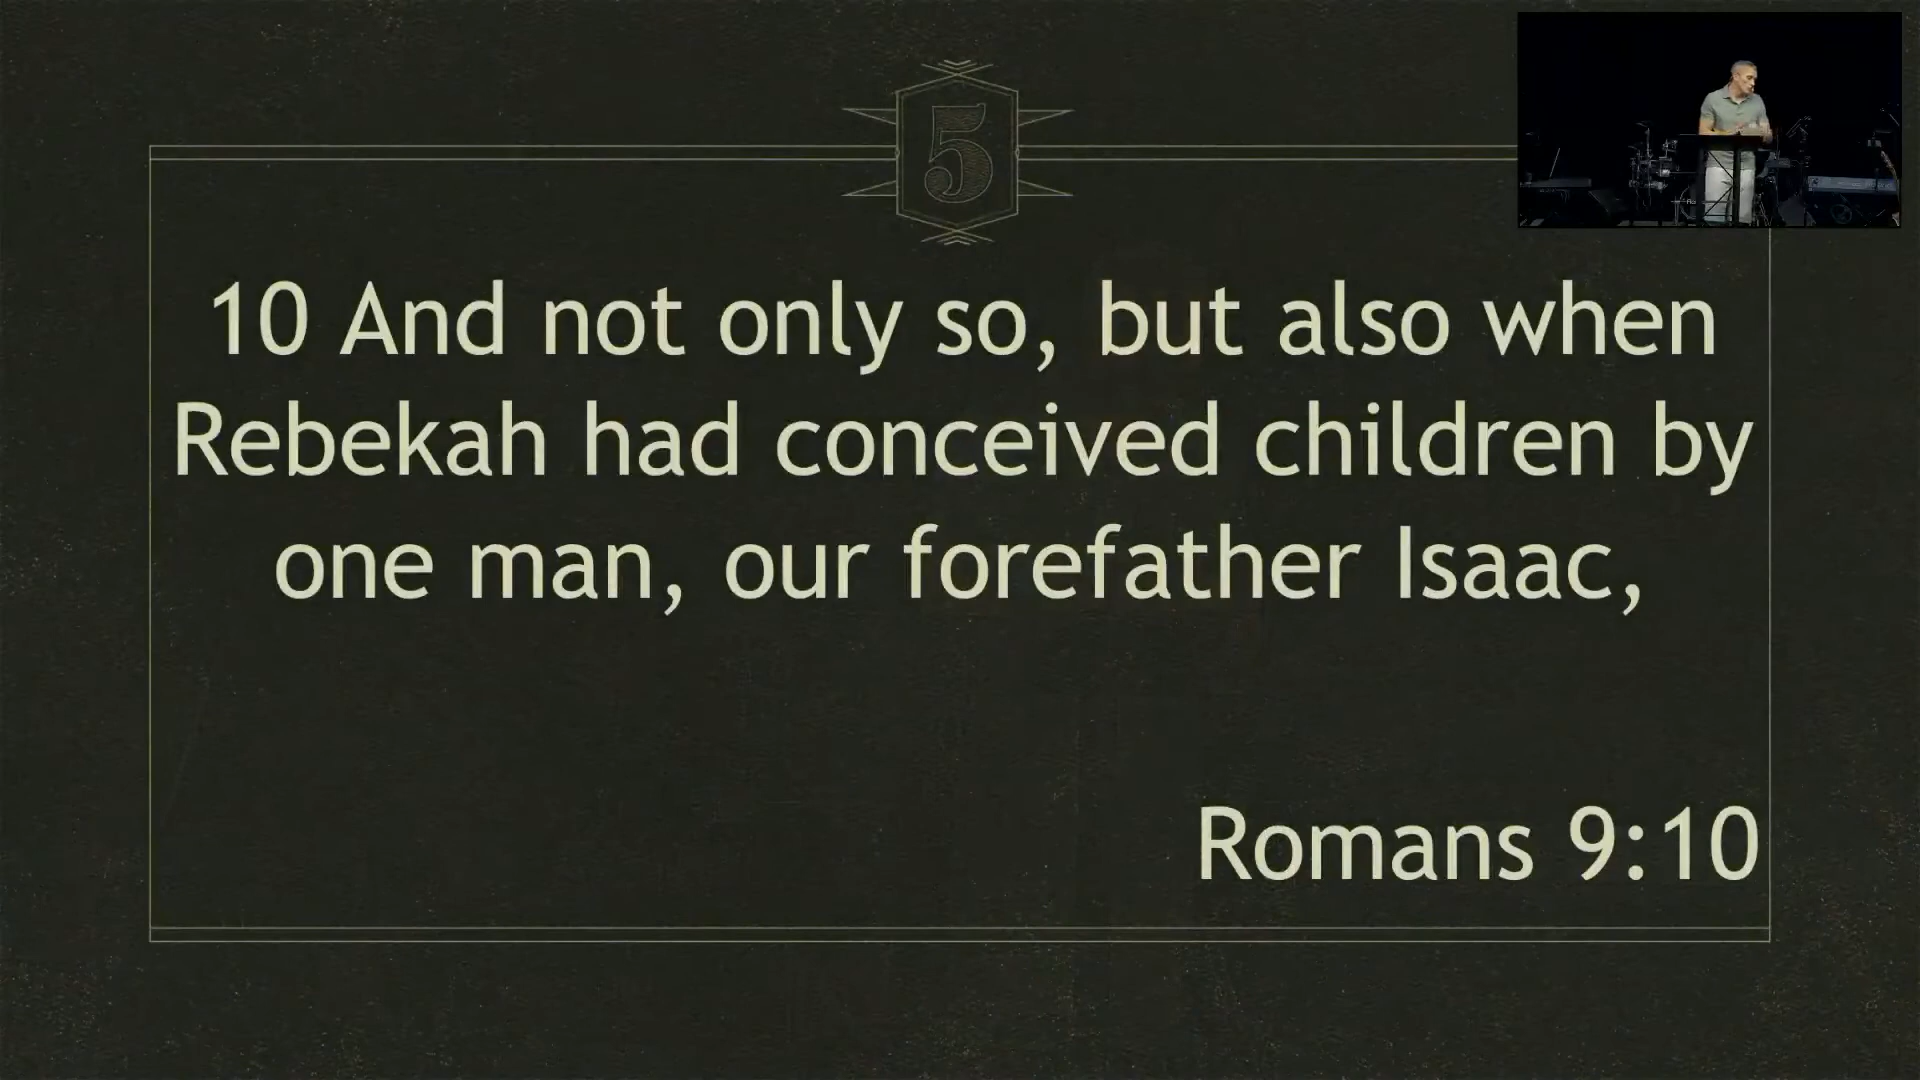 5
10 And not only so, but also when
Rebekah had conceived children by
one man, our forefather Isaac,
Romans 9:10